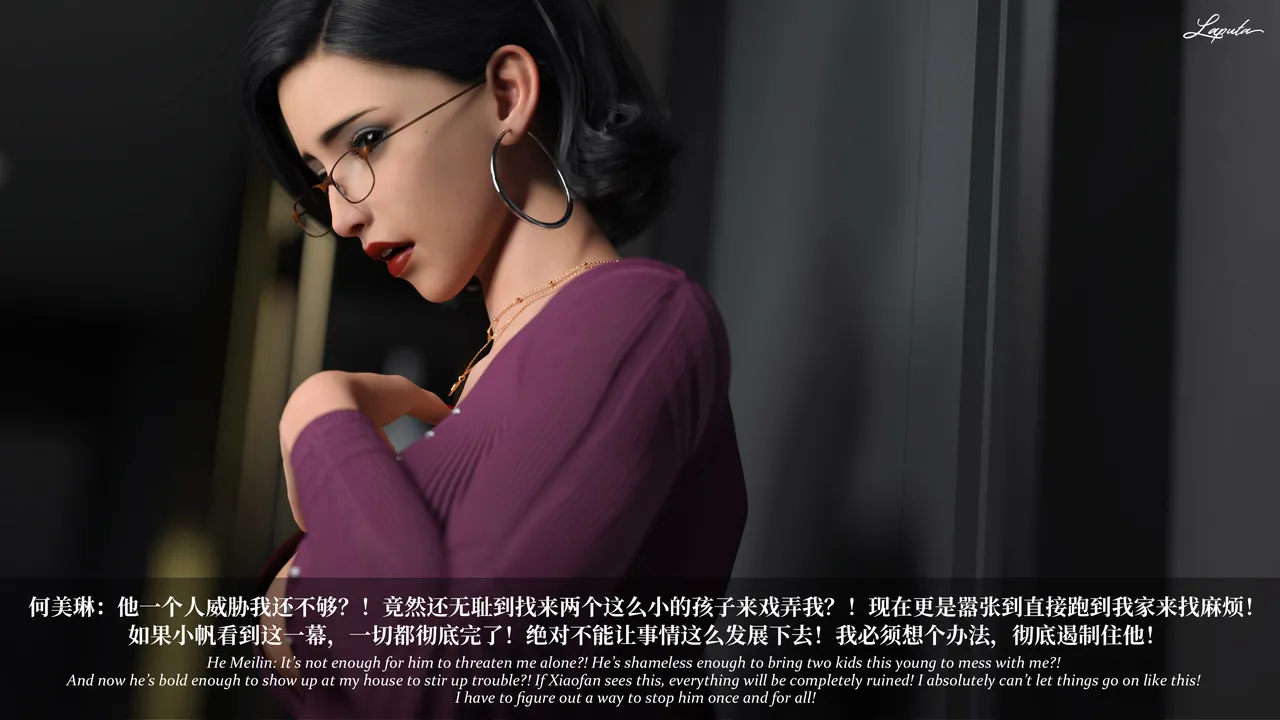 Laputa
何美琳：他一个人威胁我还不够？！竟然还无耻到找来两个这么小的孩子来戏弄我？！现在更是嚣张到直接跑到我家来找麻烦！
如果小帆看到这一幕，一切都彻底完了！绝对不能让事情这么发展下去！我必须想个办法，彻底遏制住他！
He Meilin: It’s not enough for him to threaten me alone?! He’s shameless enough to bring two kids this young to mess with me?!
And now he’s bold enough to show up at my house to stir up trouble?! If Xiaofan sees this, everything will be completely ruined! I absolutely can’t let things go on like this!
I have to figure out a way to stop him once and for all!